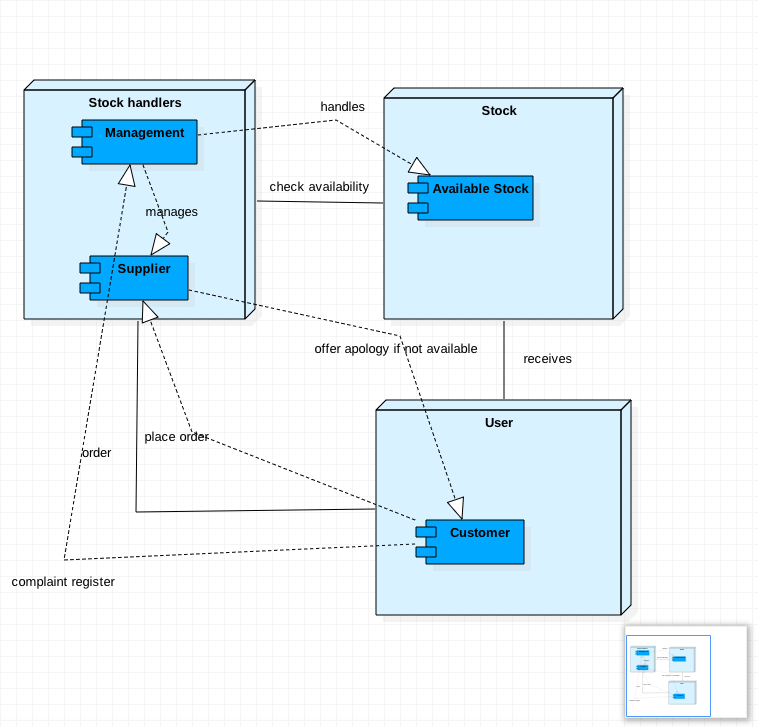 Stock handlers
Management
handles
Stock
check availability
Available Stock
manages
Supplier
offer apology if not available
receives
User
place order
order
Customer
complaint register